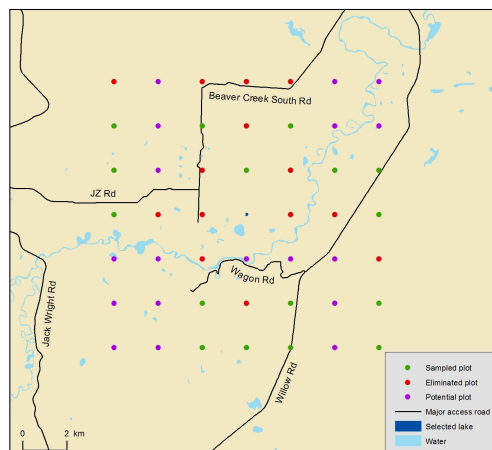 Beaver Creek South Rd
JZ Rd
Wagon Rd
Jack Wright Rd
Willow Rd
Sampled plot
Eliminated plot
Potential plot
Major access road
Selected lake
Water
0 2 km